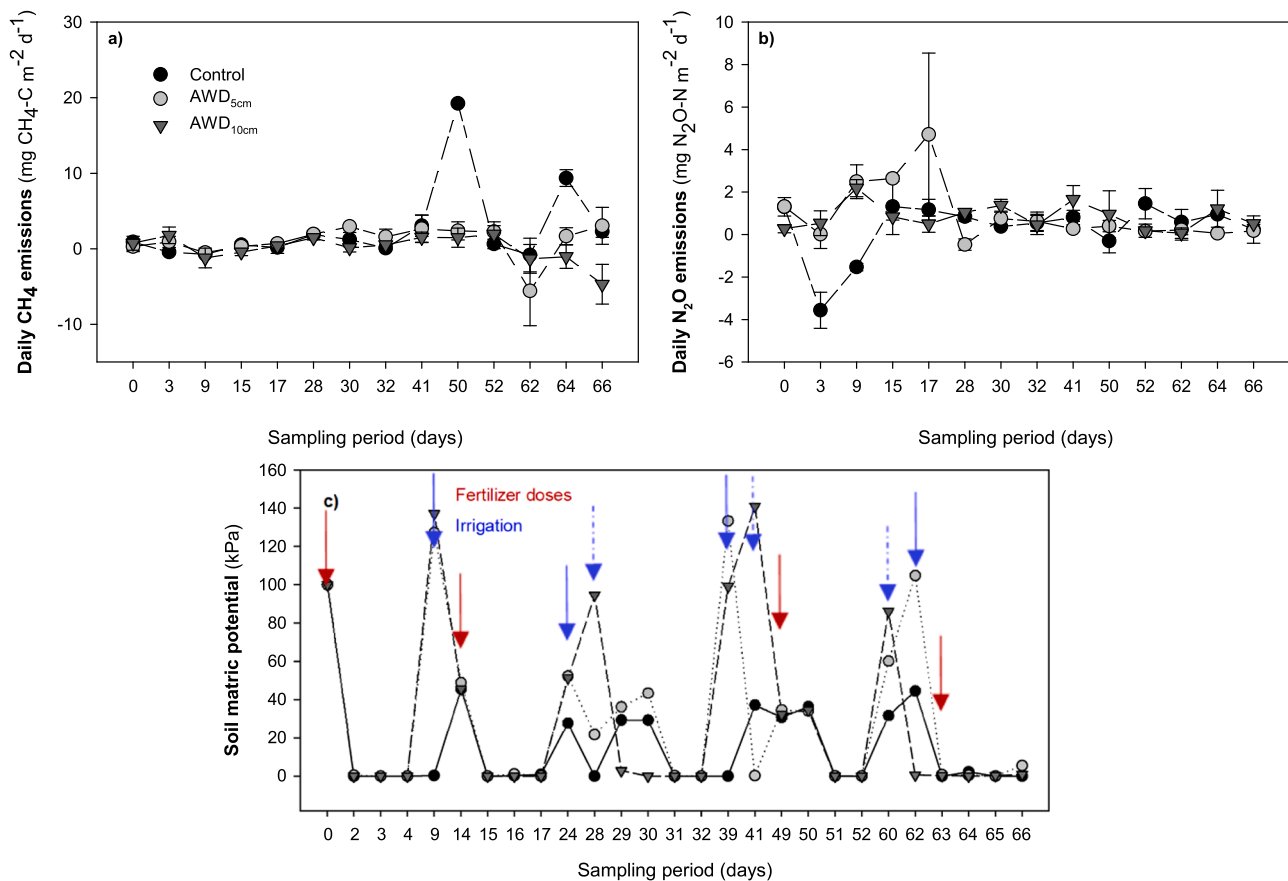 a)
Daily CH4 emissions (mg CH4-C m-2 d-1)
30
20
10
0
-10
Control
AWD5cm
AWD10cm
0 3 9 15 17 28 30 32 41 50 52 62 64 66
Sampling period (days)
b)
Daily N2O emissions (mg N2O-N m-2 d-1)
10
8
6
4
2
0
-2
-4
-6
0 3 9 15 17 28 30 32 41 50 52 62 64 66
Sampling period (days)
c)
Soil matric potential (kPa)
160
140
120
100
80
60
40
20
0
Fertilizer doses
Irrigation
0 2 3 4 9 14 15 16 17 24 28 29 30 31 32 39 41 49 50 51 52 60 62 63 64 65 66
Sampling period (days)